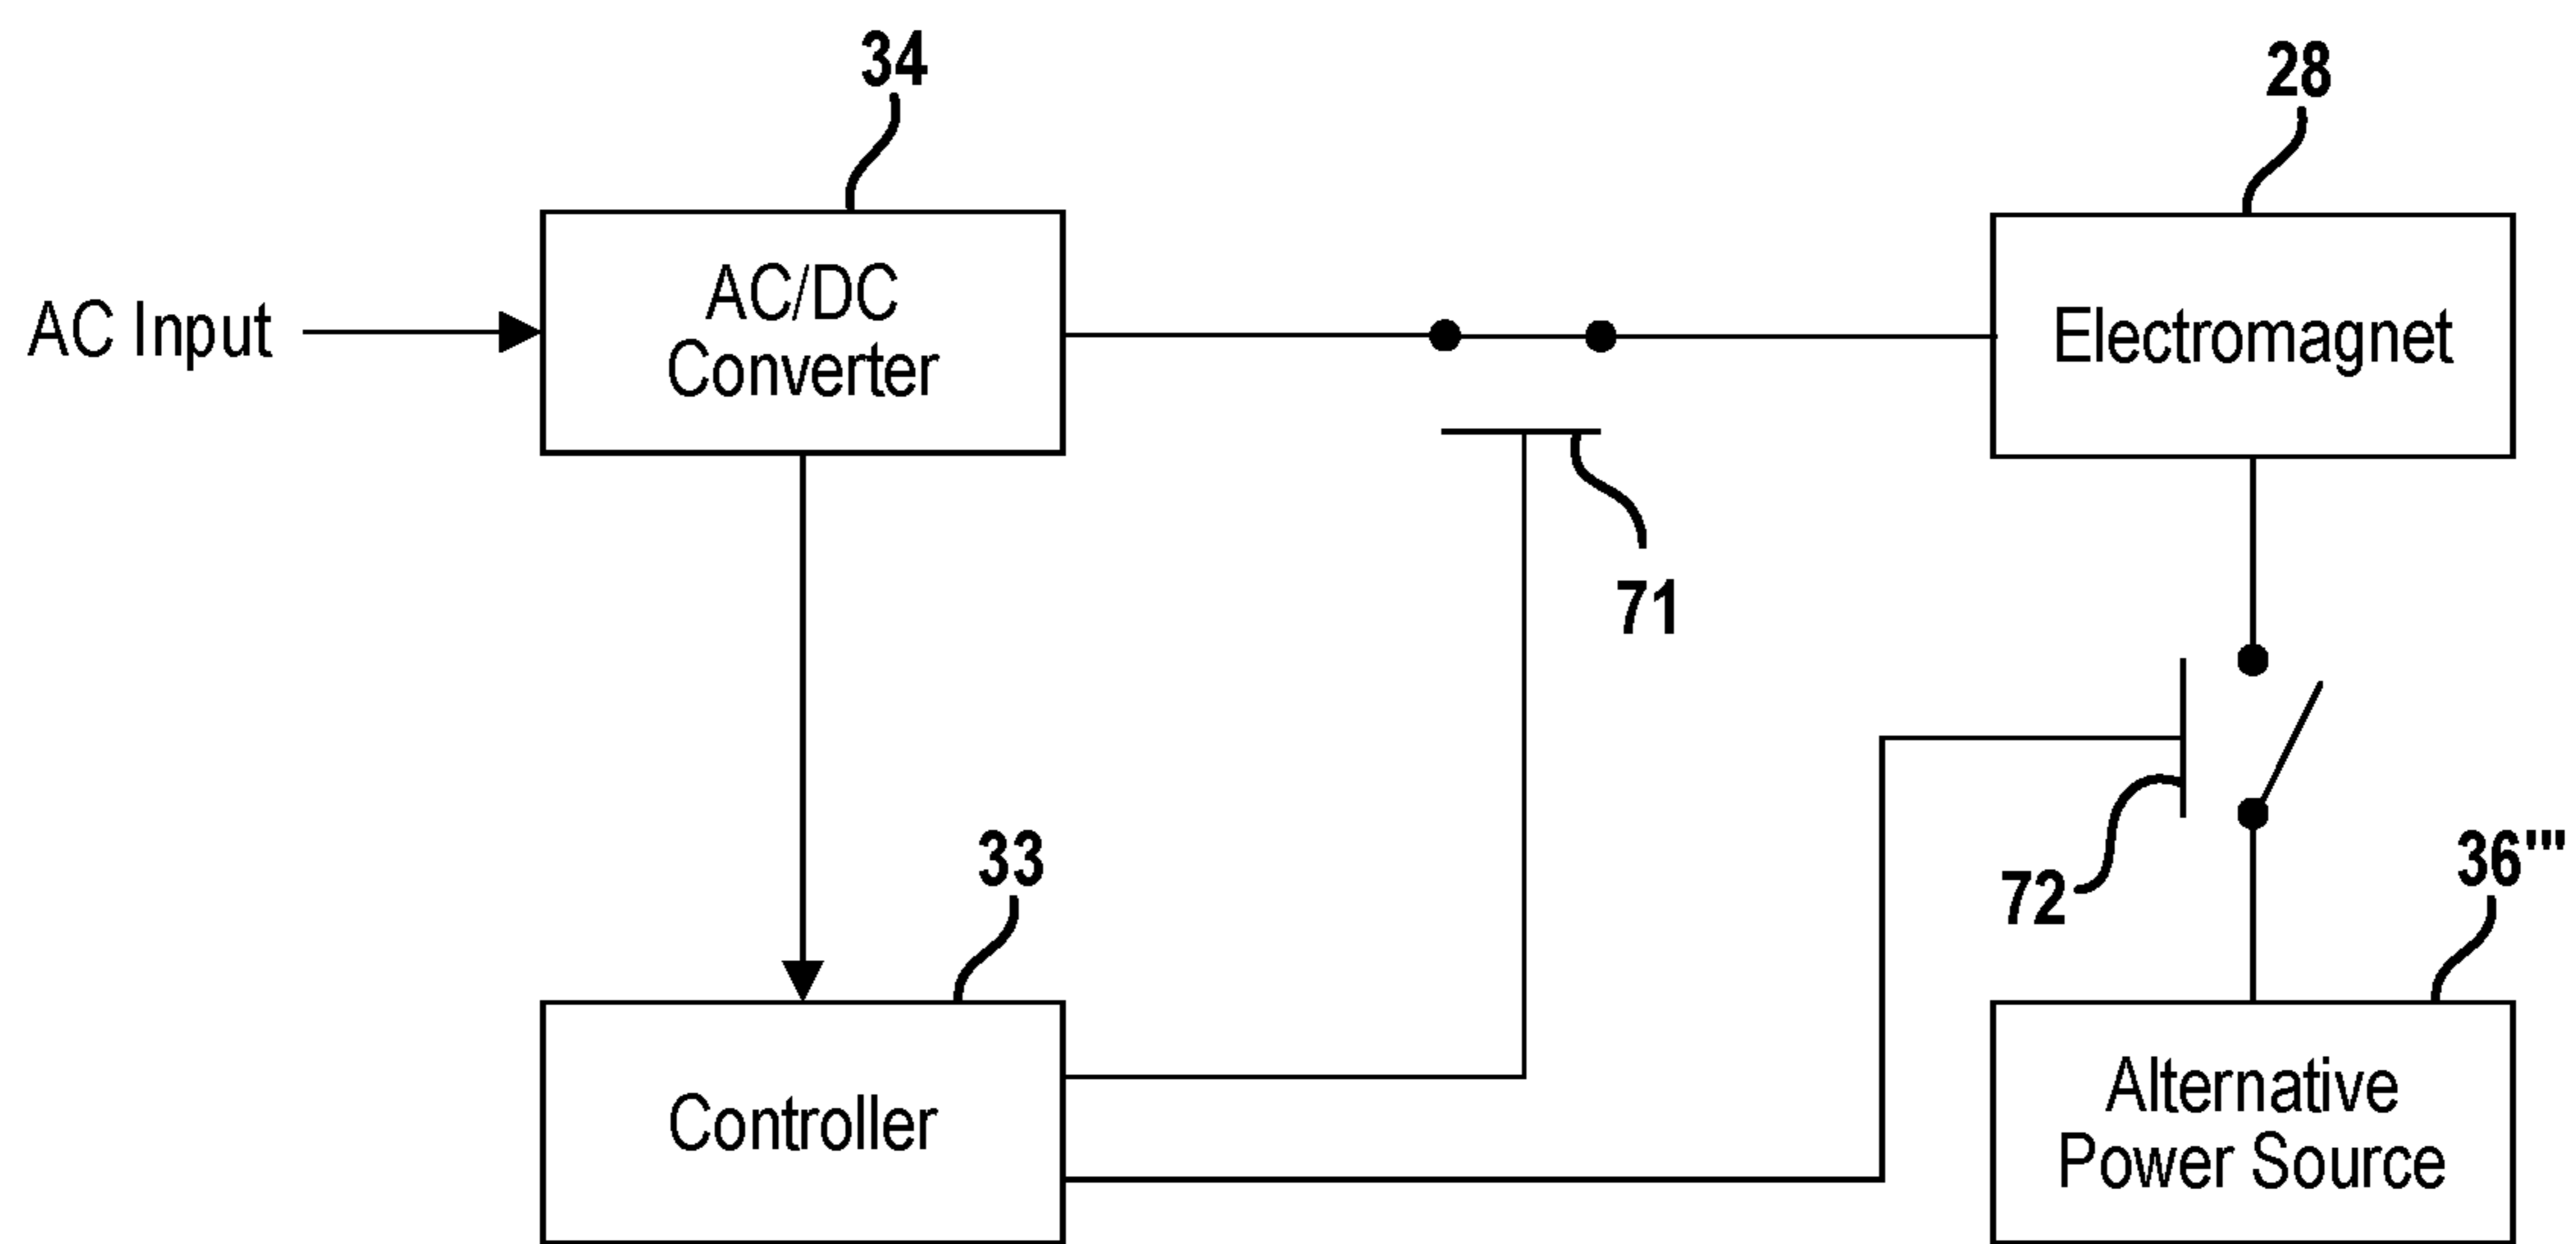 34
28
AC Input
AC/DC
Converter
Electromagnet
71
72
33
36'''
Controller
Alternative
Power Source